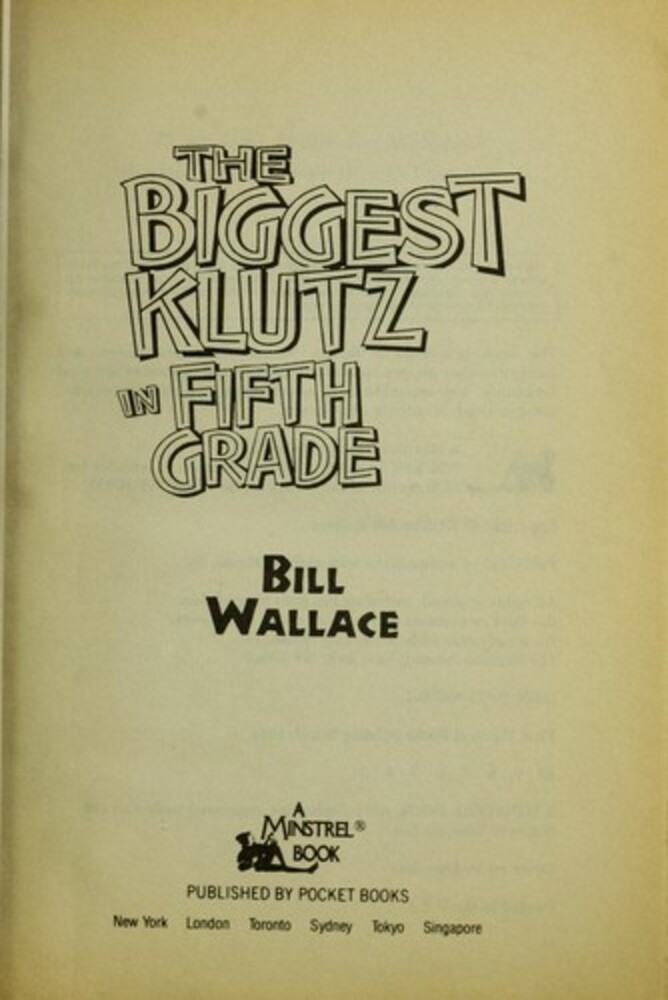 THE
BIGGEST
KLUTZ
IN FIFTH
GRADE
BILL
WALLACE
A
MINSTREL®
BOOK
PUBLISHED BY POCKET BOOKS
New York London Toronto Sydney Tokyo Singapore